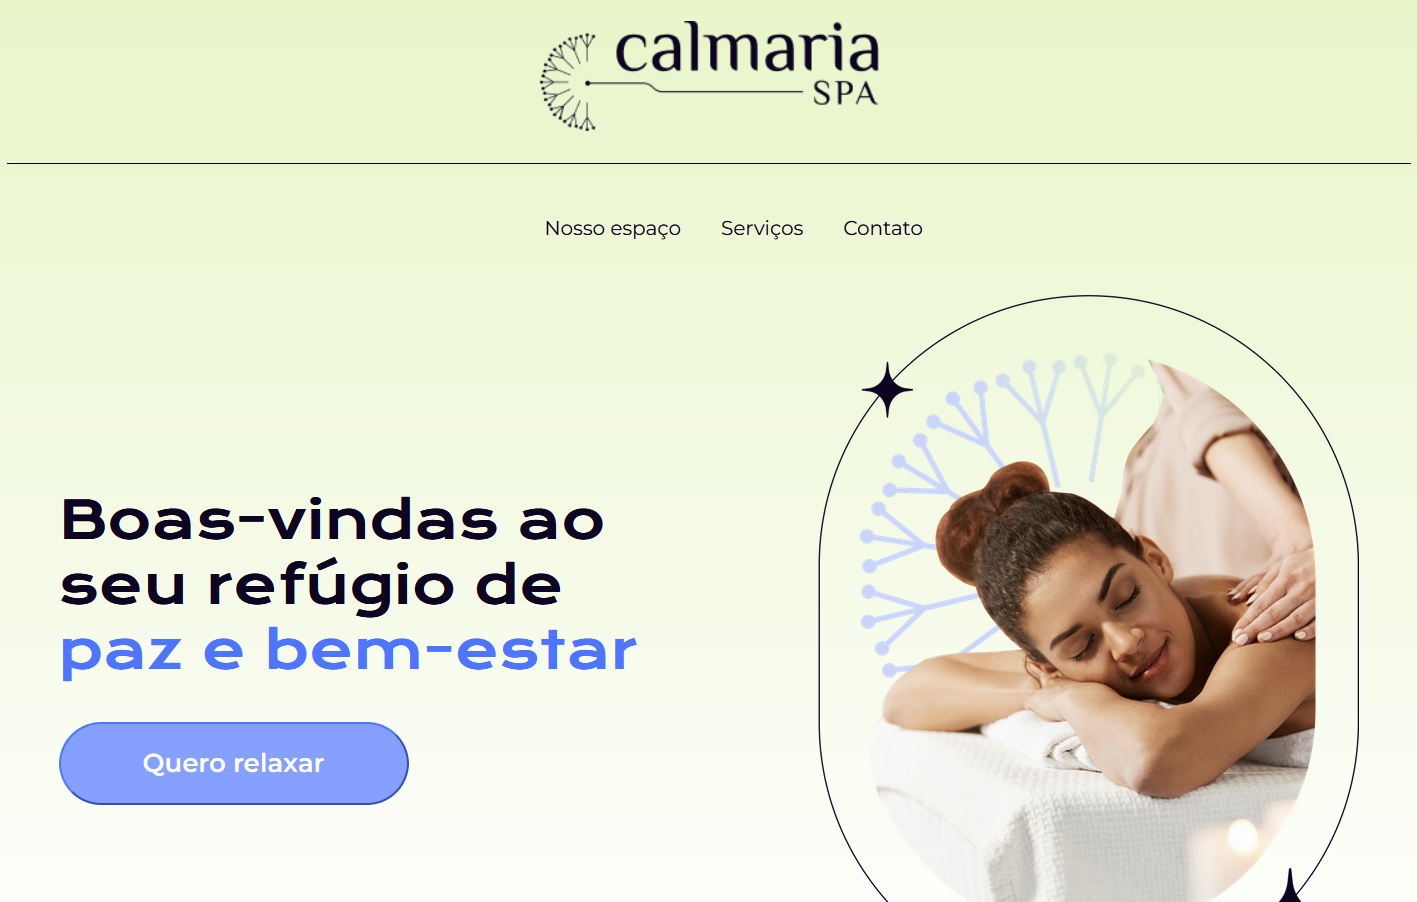 calmaria
SPA
Nosso espaço Serviços Contato
Boas-vindas ao
seu refúgio de
paz e bem-estar
Quero relaxar